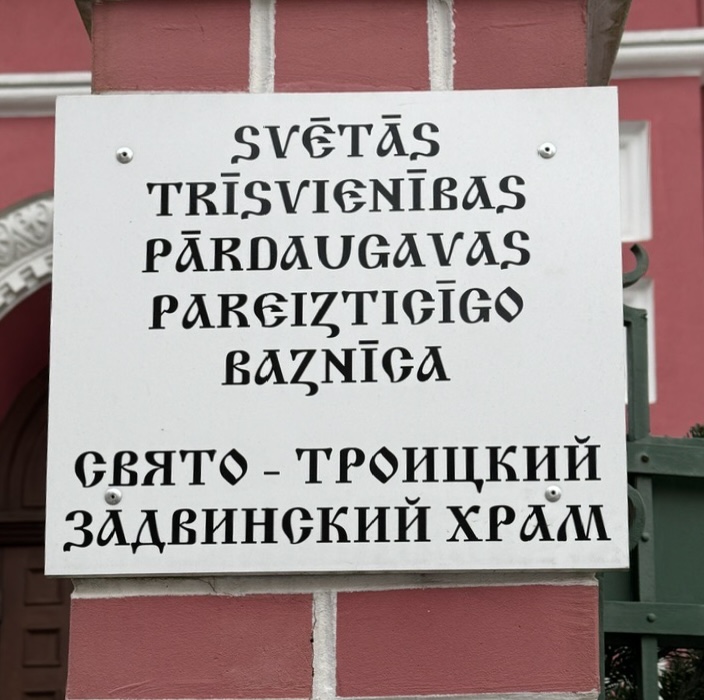 SVĒTĀS
TRĪSVIENĪBAS
PĀRDAUGAVAS
PAREIZTICĪGO
BAZNĪCA
СВЯТО - ТРОИЦКИЙ
ЗАДВИНСКИЙ ХРАМ